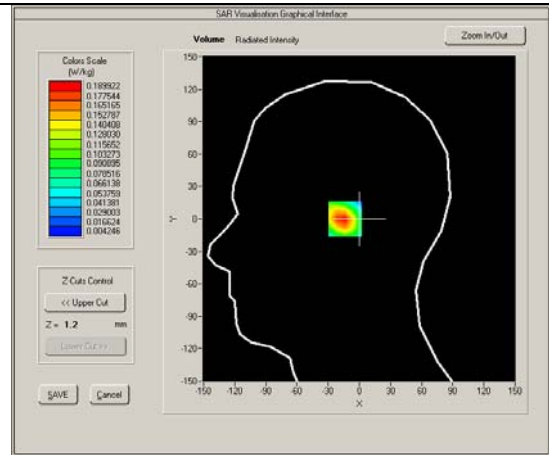 SAR Visualisation Graphical Interface
Volume Radiated Intensity
Zoom In/Out
Colors Scale
(W/kg)
0.189922
0.177544
0.165165
0.152787
0.140408
0.128030
0.115652
0.103273
0.090895
0.078516
0.066138
0.053759
0.041381
0.029003
0.016624
0.004246
Z Cuts Control
<< Upper Cut
Z = 1.2 mm
Lower Cut >>
SAVE Cancel
150-
120-
90-
60-
30-
Y 0-
-30-
-60-
-90-
-120-
-150-
-150 -120 -90 -60 -30 0 30 60 90 120 150
X